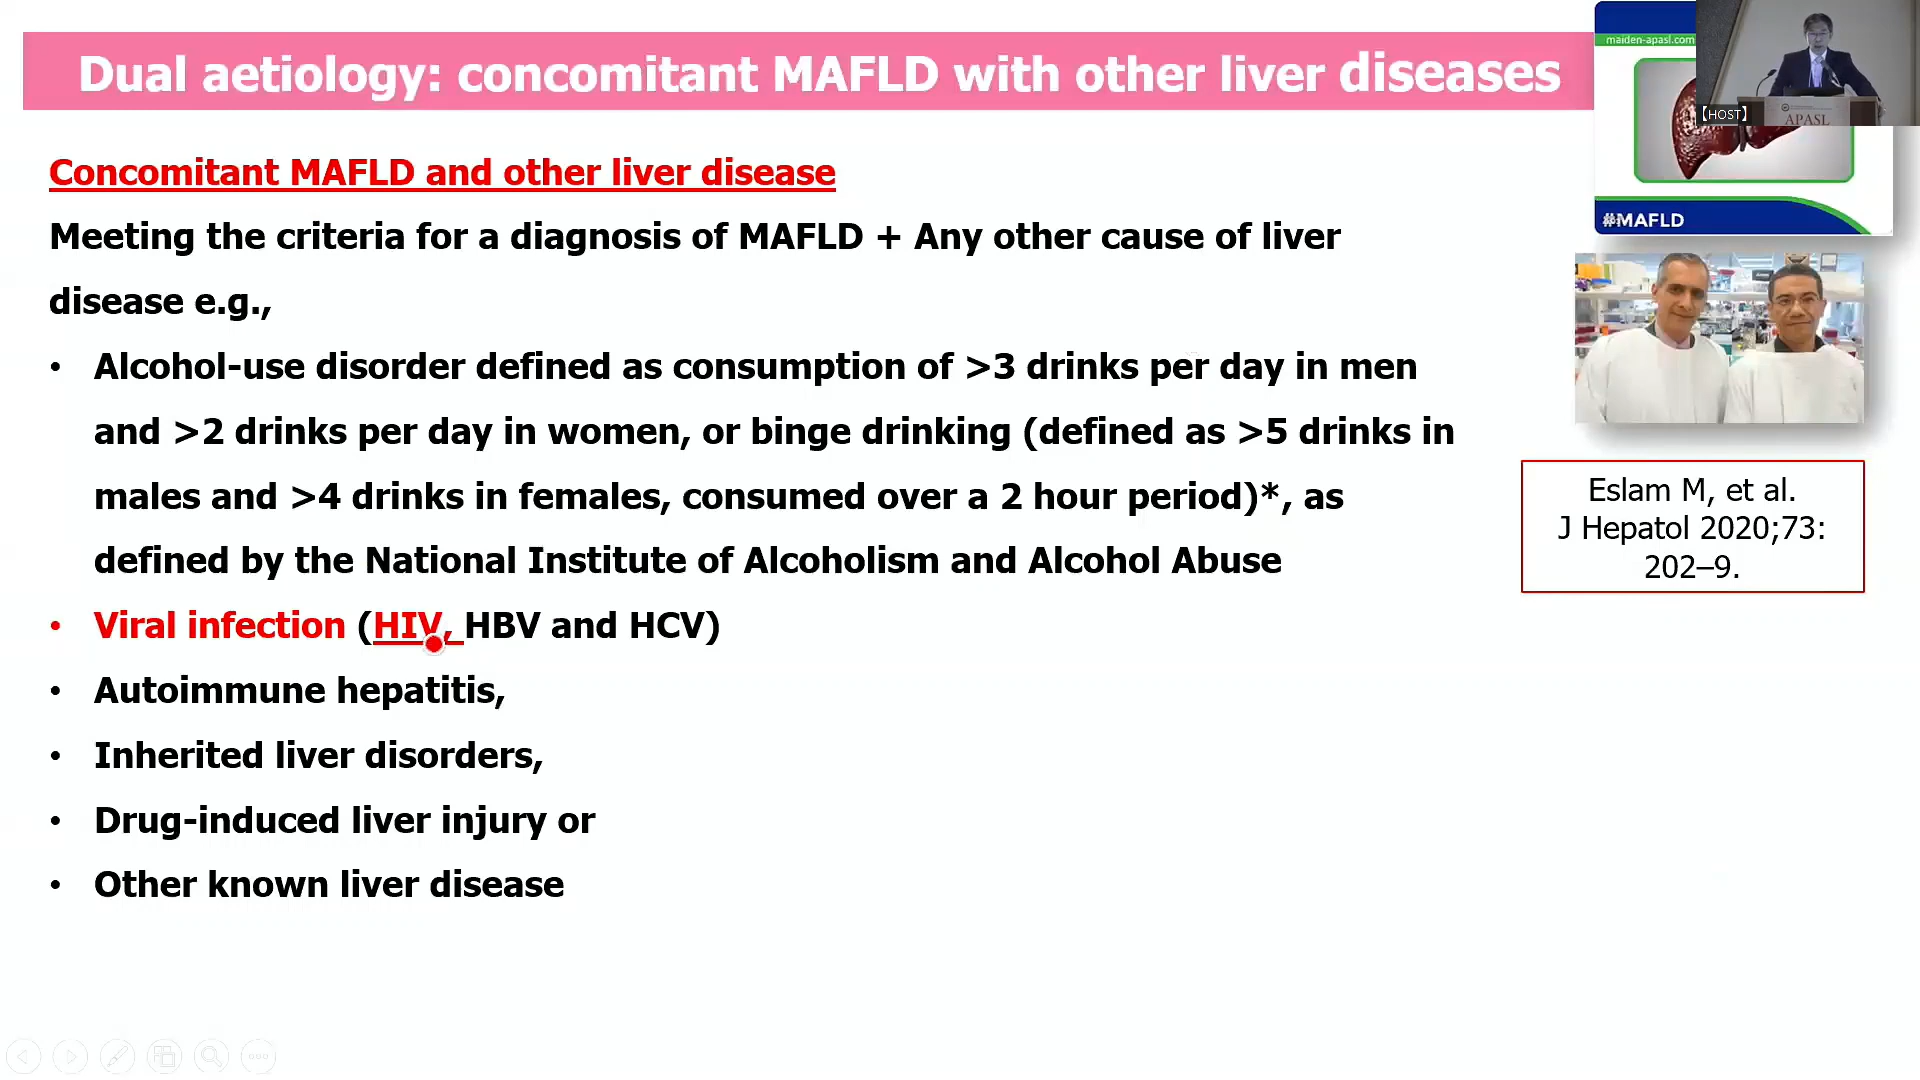 Dual aetiology: concomitant MAFLD with other liver diseases
maiden-apasl.com
【HOST】
APASL
#MAFLD
Concomitant MAFLD and other liver disease
Meeting the criteria for a diagnosis of MAFLD + Any other cause of liver
disease e.g.,
• Alcohol-use disorder defined as consumption of >3 drinks per day in men
and >2 drinks per day in women, or binge drinking (defined as >5 drinks in
males and >4 drinks in females, consumed over a 2 hour period)*, as
defined by the National Institute of Alcoholism and Alcohol Abuse
• Viral infection (HIV, HBV and HCV)
• Autoimmune hepatitis,
• Inherited liver disorders,
• Drug-induced liver injury or
• Other known liver disease
Eslam M, et al.
J Hepatol 2020;73:
202–9.